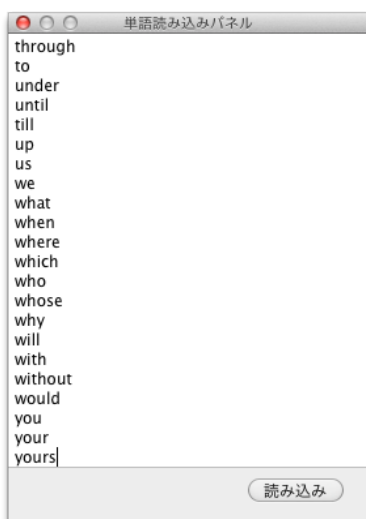 単語読み込みパネル
through
to
under
until
till
up
us
we
what
when
where
which
who
whose
why
will
with
without
would
you
your
yours
読み込み